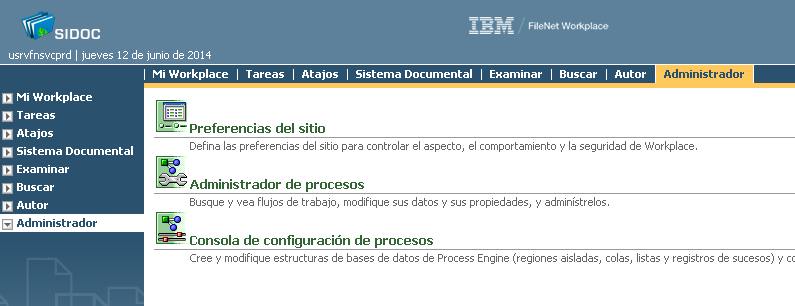 SIDOC
IBM / FileNet Workplace
usrvfnsvcprd | jueves 12 de junio de 2014
Mi Workplace | Tareas | Atajos | Sistema Documental | Examinar | Buscar | Autor | Administrador
Mi Workplace
Tareas
Atajos
Sistema Documental
Examinar
Buscar
Autor
Administrador
Preferencias del sitio
Defina las preferencias del sitio para controlar el aspecto, el comportamiento y la seguridad de Workplace.
Administrador de procesos
Busque y vea flujos de trabajo, modifique sus datos y sus propiedades, y adminístrelos.
Consola de configuración de procesos
Cree y modifique estructuras de bases de datos de Process Engine (regiones aisladas, colas, listas y registros de sucesos) y co